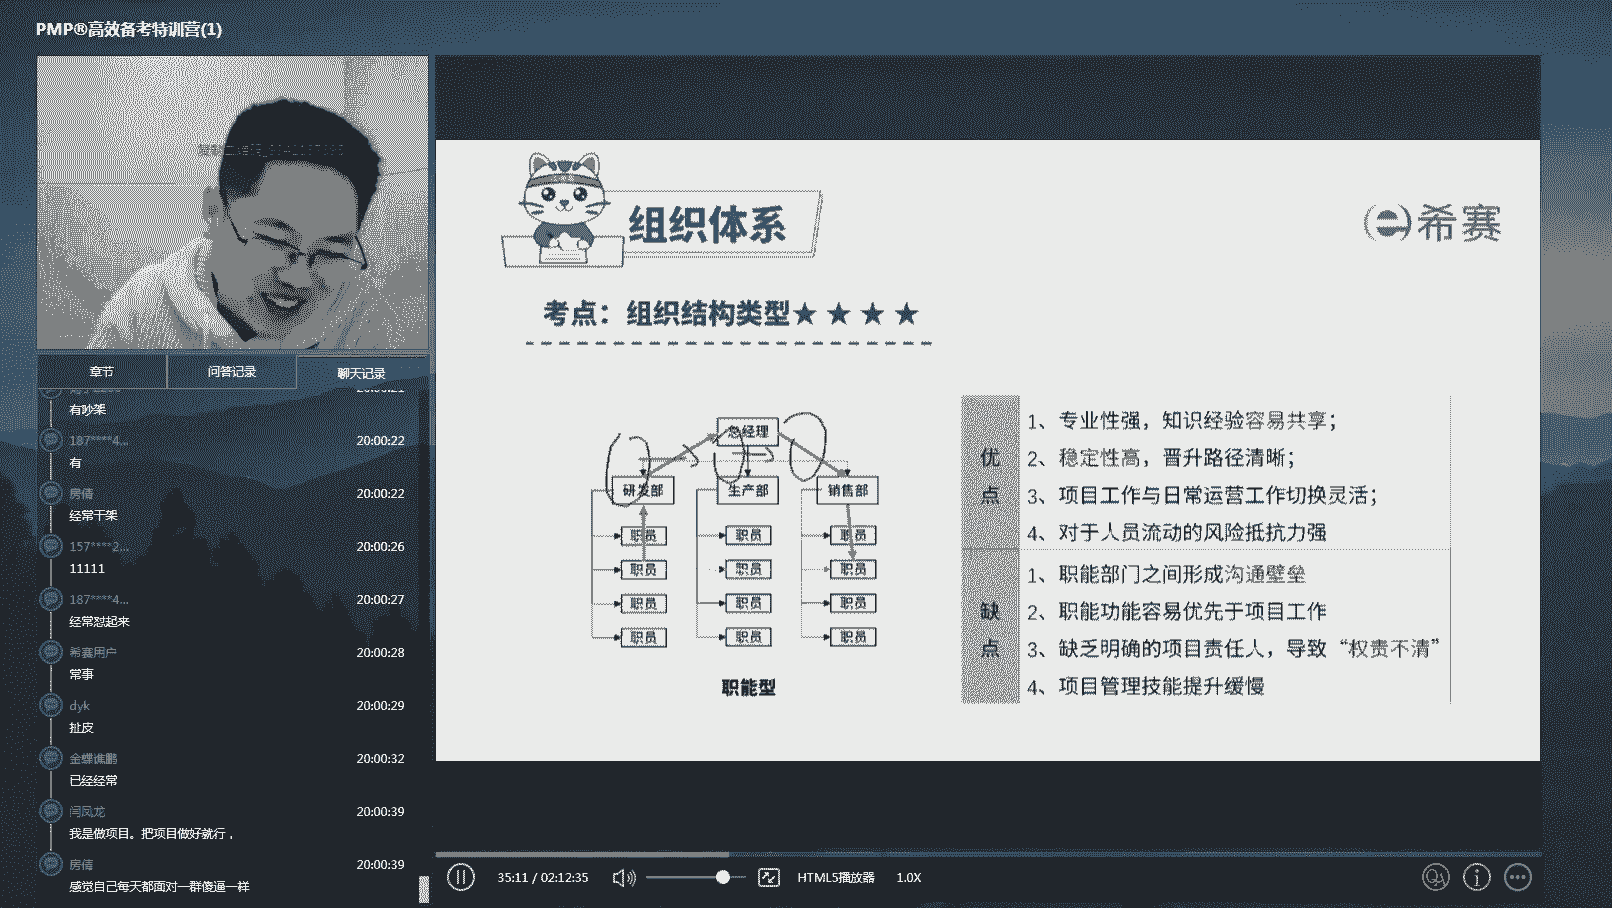 PMP®高效备考特训营(1)
章节
问答记录
聊天记录
有吵架
187****4...
20:00:22
有
房倩
20:00:22
经常干架
157****2...
20:00:26
11111
187****4...
20:00:27
经常怼起来
希赛用户
20:00:28
常事
dyk
20:00:29
扯皮
金蝶谯鹏
20:00:32
已经经常
闫凤龙
20:00:39
我是做项目。把项目做好就行，
房倩
20:00:39
感觉自己每天都面对一群傻逼一样
组织体系
希赛
考点：组织结构类型★★★★
总经理
研发部
生产部
销售部
职员
职员
职员
职员
职员
职员
职员
职员
职员
职员
职员
职员
职能型
优点
1、专业性强，知识经验容易共享；
2、稳定性高，晋升路径清晰；
3、项目工作与日常运营工作切换灵活；
4、对于人员流动的风险抵抗力强
缺点
1、职能部门之间形成沟通壁垒
2、职能功能容易优先于项目工作
3、缺乏明确的项目责任人，导致“权责不清”
4、项目管理技能提升缓慢
35:11 / 02:12:35
HTML5播放器
1.0X